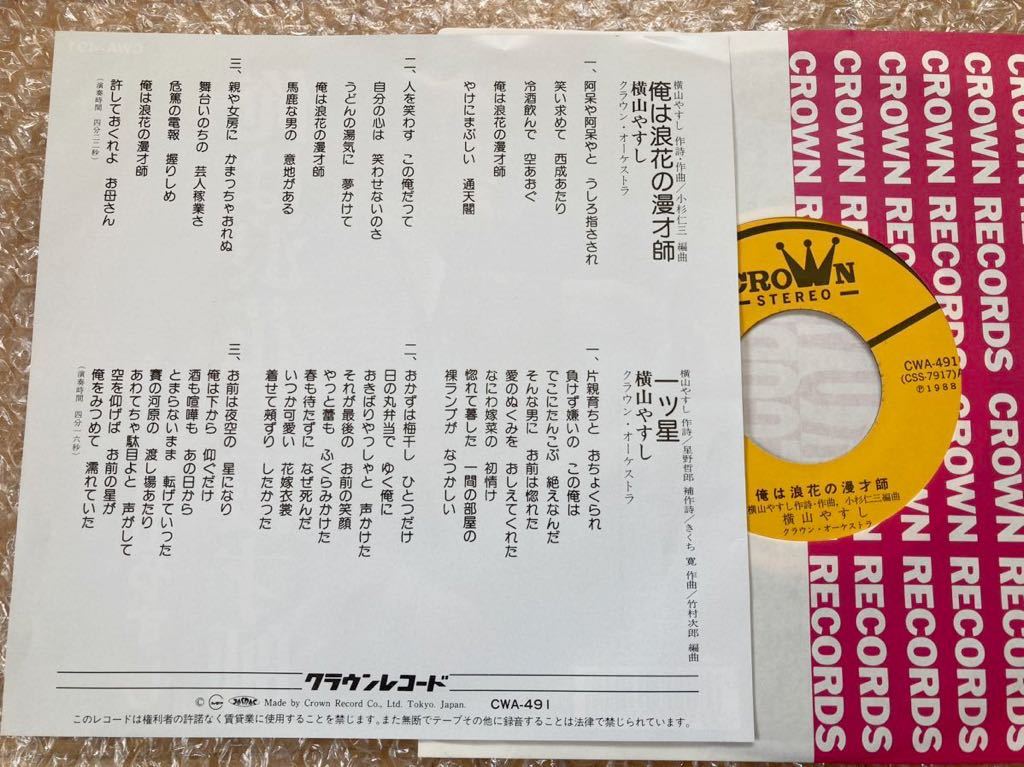 俺は浪花の漫才師
横山やすし 作詩・作曲／小杉仁三 編曲
横山やすし
クラウン・オーケストラ
一、阿呆や阿呆やと うしろ指さされ
笑い求めて 西成あたり
冷酒飲んで 空あおぐ
俺は浪花の漫才師
やけにまぶしい 通天閣
二、人を笑わす この俺だって
自分の心は 笑わせないのさ
うどんの湯気に 夢かけて
俺は浪花の漫才師
馬鹿な男の 意地がある
三、親や女房に かまっちゃおれぬ
舞台いのちの 芸人稼業さ
危篤の電報 握りしめ
俺は浪花の漫才師
許しておくれよ お母さん
（演奏時間 四分二二秒）
一ツ星
横山やすし 作詩／星野哲郎 補作詩／きくち 寛 作曲／竹村次郎 編曲
横山やすし
クラウン・オーケストラ
一、片親育ちと おちょくられ
負けず嫌いの この俺は
でこにたんこぶ 絶えなんだ
そんな男に お前は惚れた
愛のぬくみを おしえてくれた
なにわ嫁菜の 初情け
惚れて暮した 一間の部屋の
裸ランプが なつかしい
二、おかずは梅干し ひとつだけ
日の丸弁当で ゆく俺に
おきばりやっしゃと 声かけた
それが最後の お前の笑顔
やっと蕾も ふくらみかけた
春も待たずに なぜ死んだ
いつか可愛い 花嫁衣裳
着せて頬ずり したかった
三、お前は夜空の 星になり
俺は下から 仰ぐだけ
酒も喧嘩も あの日から
とまらないまま 転げていった
賽の河原の 渡し場あたり
あわてちゃ駄目よと 声がして
空を仰げば お前の星が
俺をみつめて 濡れていた
（演奏時間 四分一六秒）
クラウンレコード
Made by Crown Record Co., Ltd. Tokyo. Japan. CWA-491
このレコードは権利者の許諾なく賃貸業に使用することを禁じます。また無断でテープその他に録音することは法律で禁じられています。
CROWN
STEREO
CWA-491
(CSS-7917)A
Ⓟ1988
俺は浪花の漫才師
横山やすし作詩・作曲, 小杉仁三編曲
横山やすし
クラウン・オーケストラ
CROWN RECORDS CROWN RECORDS
CROWN RECORDS CROWN RECORDS
CROWN RECORDS CROWN RECORDS
CROWN RECORDS CROWN RECORDS
CROWN RECORDS CROWN RECORDS